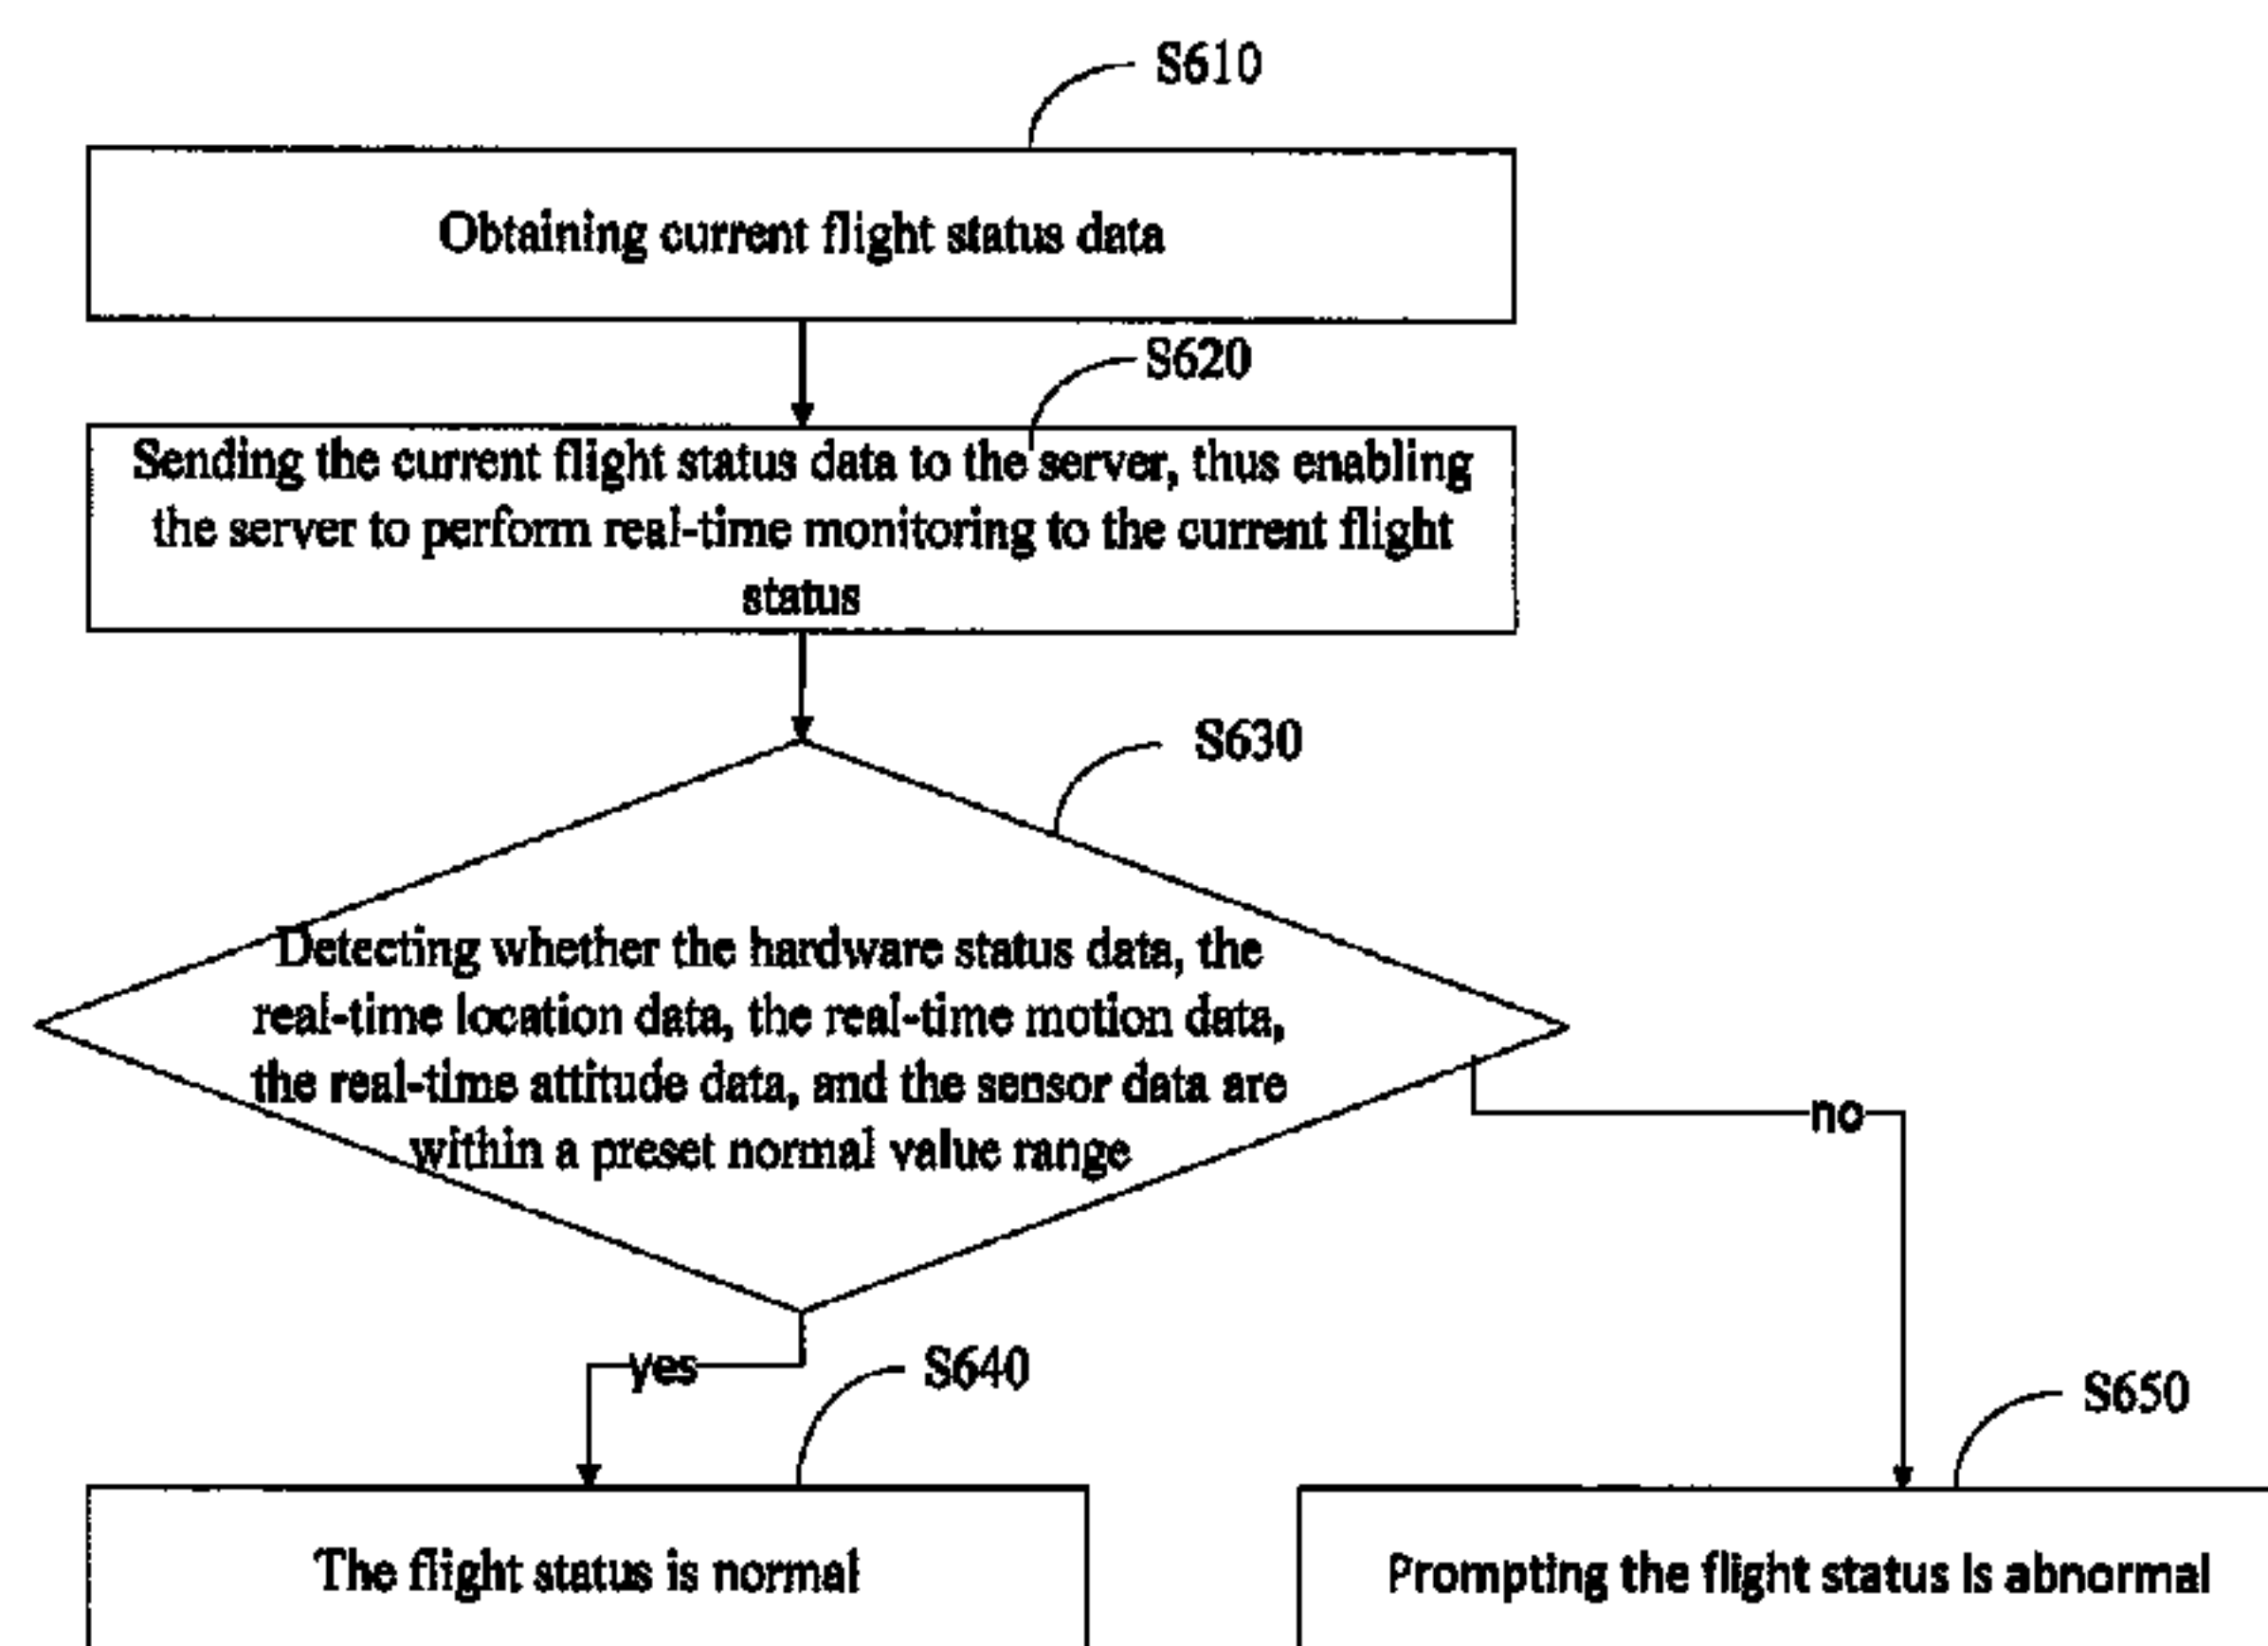 S610
Obtaining current flight status data
S620
Sending the current flight status data to the server, thus enabling
the server to perform real-time monitoring to the current flight
status
S630
Detecting whether the hardware status data, the
real-time location data, the real-time motion data,
the real-time attitude data, and the sensor data are
within a preset normal value range
no
yes
S640
S650
The flight status is normal
Prompting the flight status is abnormal